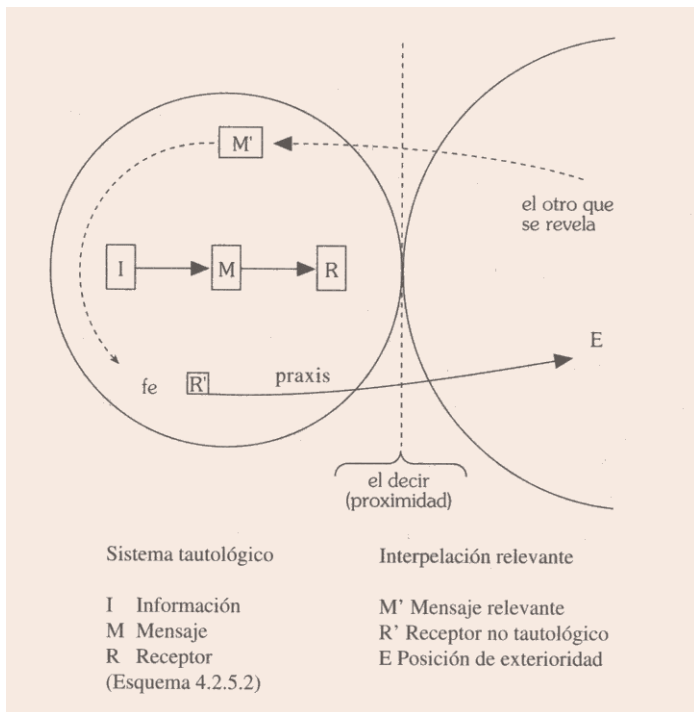 M'
el otro que
se revela
I
M
R
E
fe
R'
praxis
el decir
(proximidad)
Sistema tautológico
I Información
M Mensaje
R Receptor
(Esquema 4.2.5.2)
Interpelación relevante
M’ Mensaje relevante
R’ Receptor no tautológico
E Posición de exterioridad